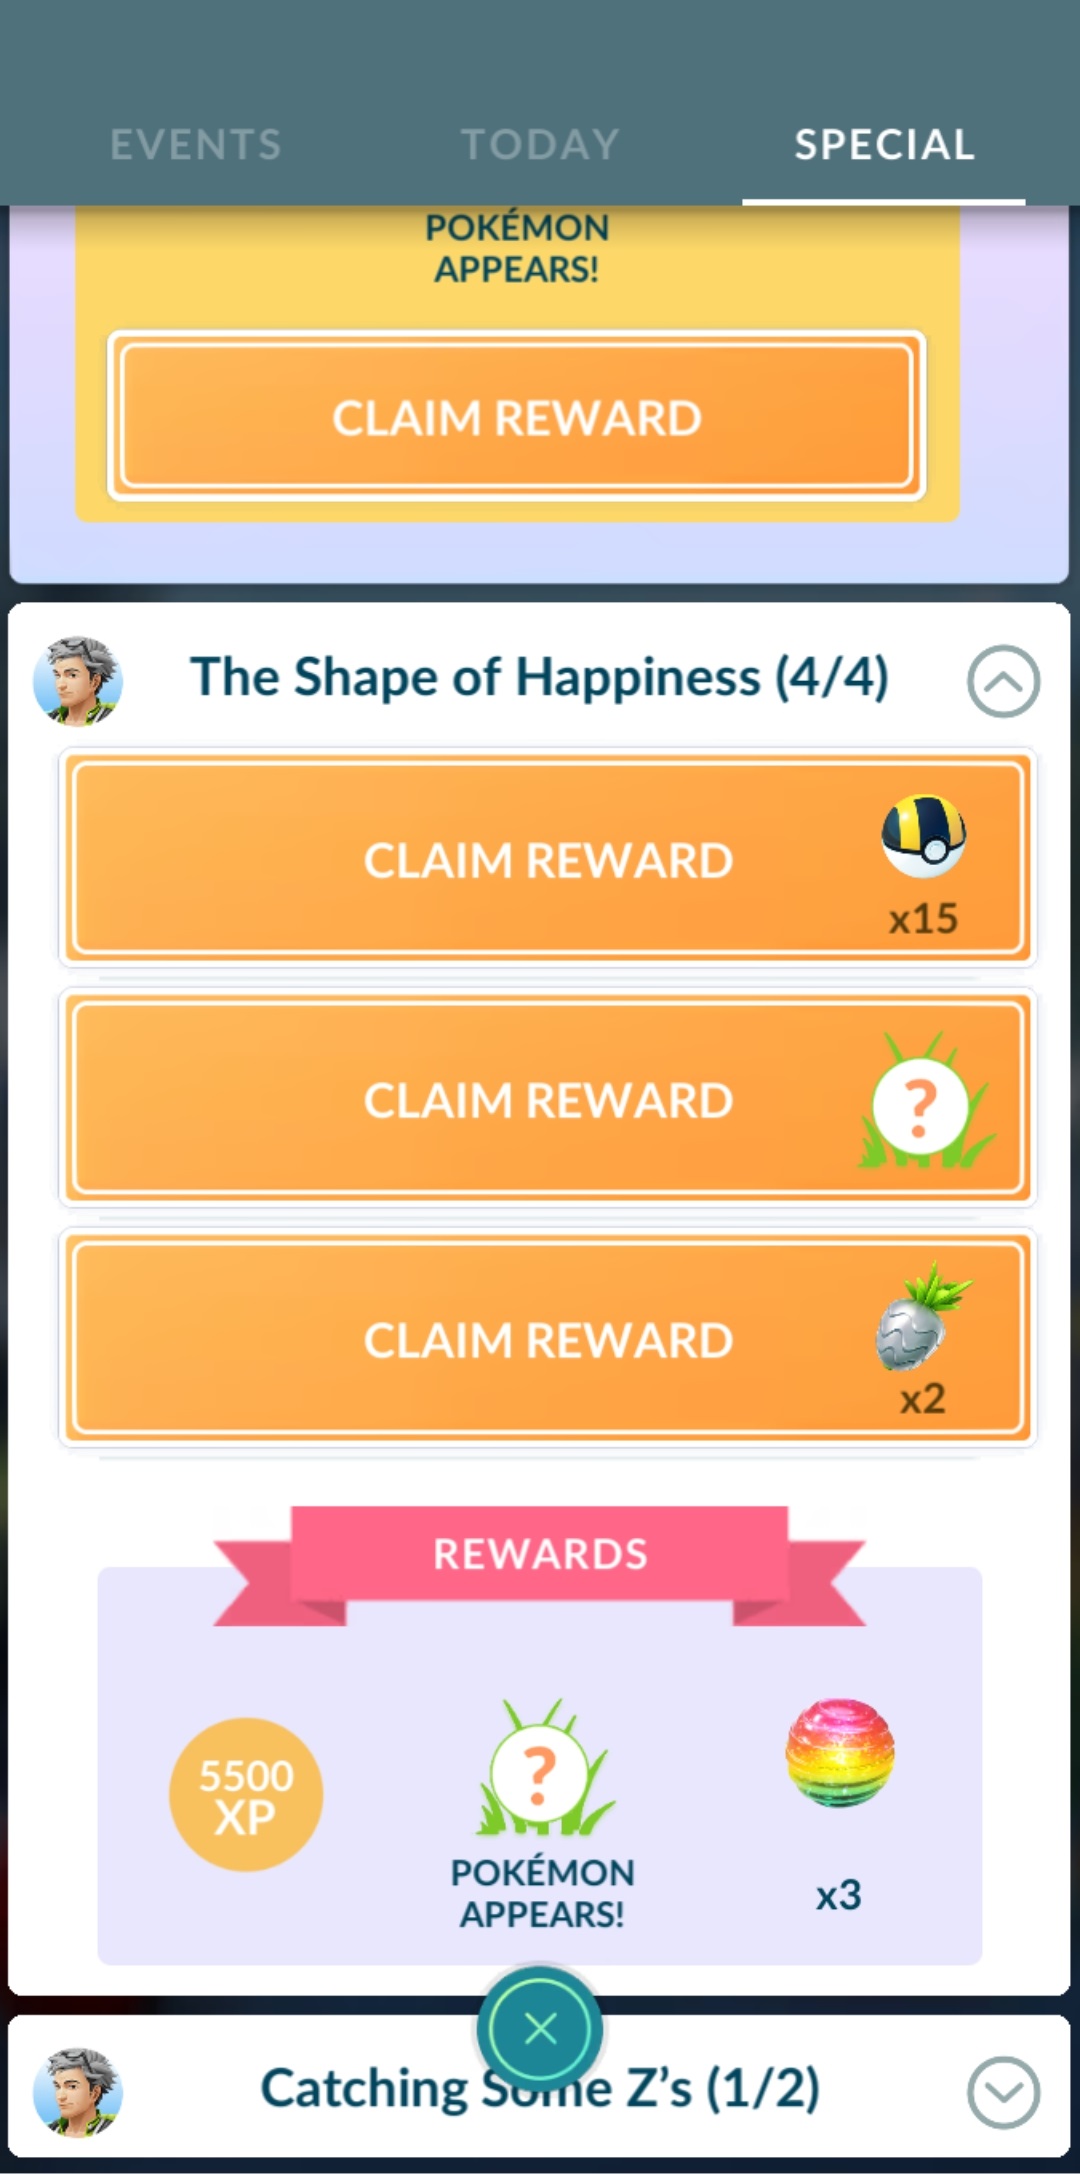 EVENTS
TODAY
SPECIAL
POKÉMON
APPEARS!
CLAIM REWARD
The Shape of Happiness (4/4)
CLAIM REWARD
x15
CLAIM REWARD
?
CLAIM REWARD
x2
REWARDS
5500
XP
?
POKÉMON
APPEARS!
x3
Catching Some Z’s (1/2)